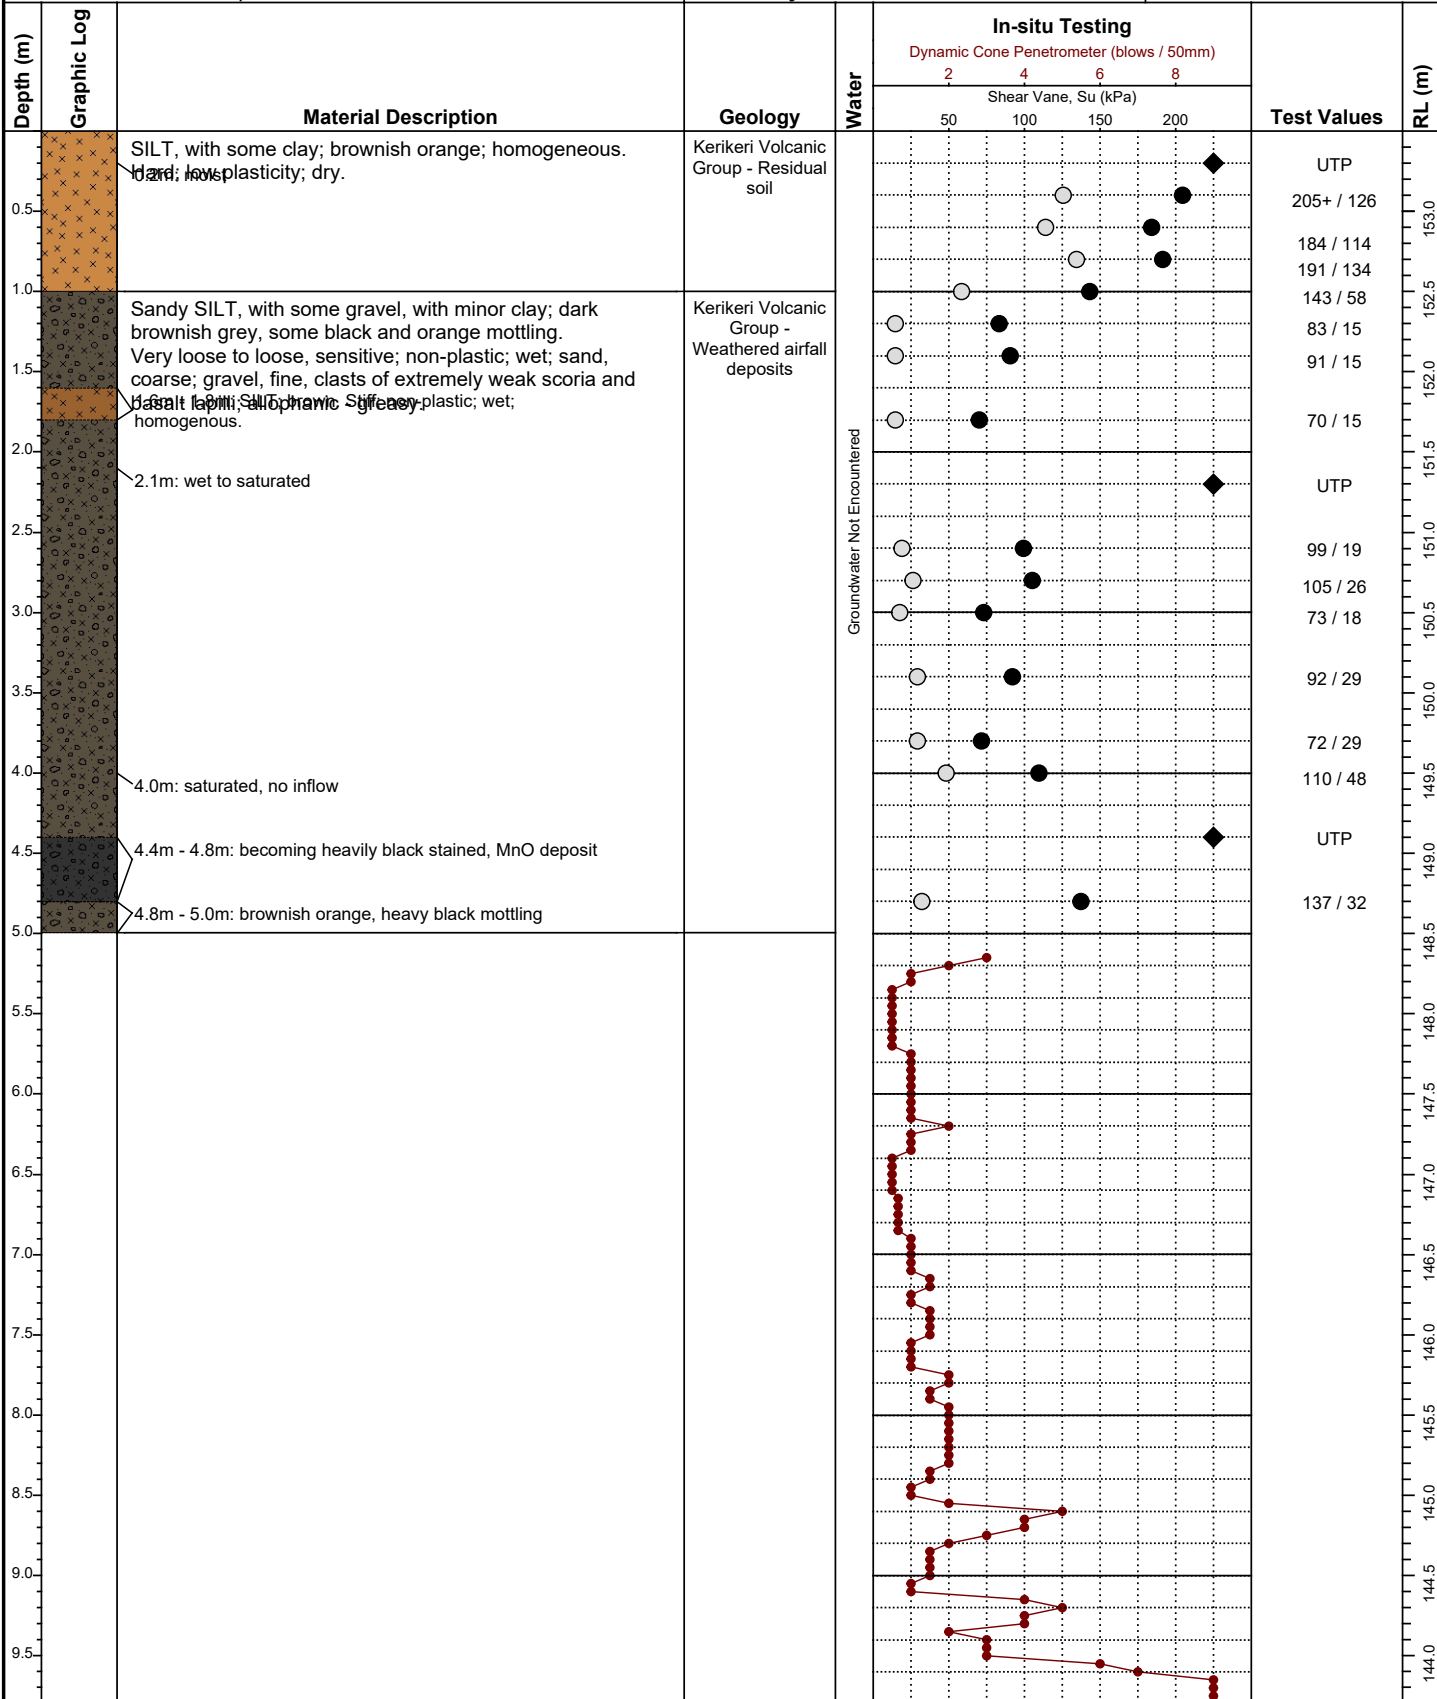 In-situ Testing
Dynamic Cone Penetrometer (blows / 50mm)
2 4 6 8
Shear Vane, Su (kPa)
50 100 150 200
Depth (m) Graphic Log Material Description Geology Water Test Values RL (m)
SILT, with some clay; brownish orange; homogeneous.
Hard; low plasticity; dry.
0.2m: moist
Kerikeri Volcanic
Group - Residual
soil
Sandy SILT, with some gravel, with minor clay; dark
brownish grey, some black and orange mottling.
Very loose to loose, sensitive; non-plastic; wet; sand,
coarse; gravel, fine, clasts of extremely weak scoria and
basalt lapilli; allophanic - greasy.
1.6m - 1.8m: SILT; brown. Stiff; non-plastic; wet;
homogenous.
Kerikeri Volcanic
Group -
Weathered airfall
deposits
2.1m: wet to saturated
4.0m: saturated, no inflow
4.4m - 4.8m: becoming heavily black stained, MnO deposit
4.8m - 5.0m: brownish orange, heavy black mottling
Groundwater Not Encountered
UTP
205+ / 126
184 / 114
191 / 134
143 / 58
83 / 15
91 / 15
70 / 15
UTP
99 / 19
105 / 26
73 / 18
92 / 29
72 / 29
110 / 48
UTP
137 / 32
0.5
1.0
1.5
2.0
2.5
3.0
3.5
4.0
4.5
5.0
5.5
6.0
6.5
7.0
7.5
8.0
8.5
9.0
9.5
153.0
152.5
152.0
151.5
151.0
150.5
150.0
149.5
149.0
148.5
148.0
147.5
147.0
146.5
146.0
145.5
145.0
144.5
144.0